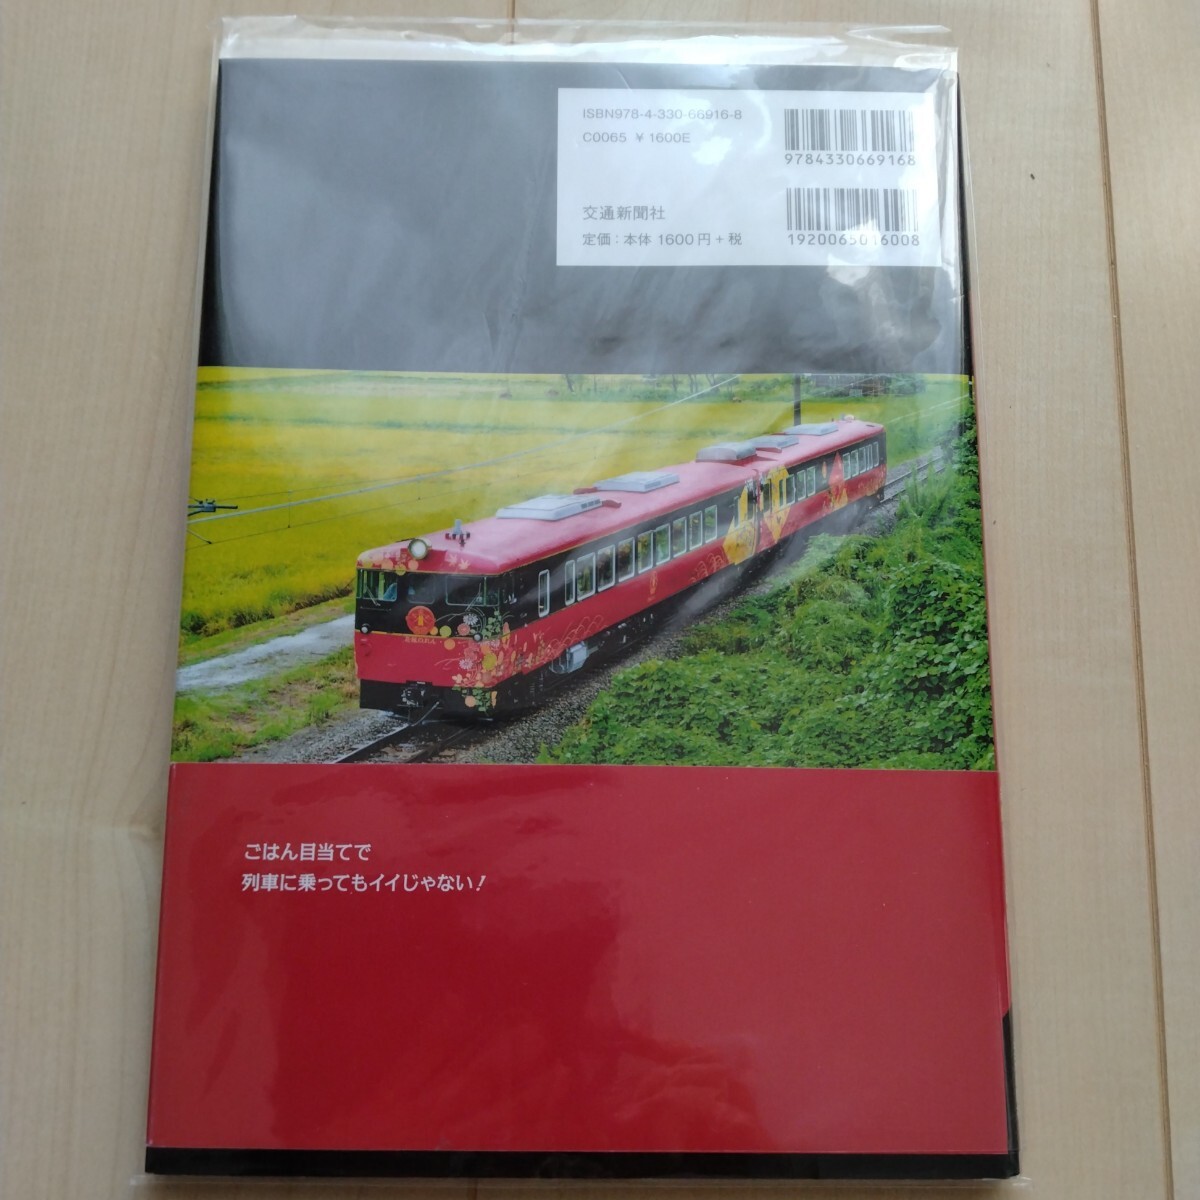 ISBN978-4-330-66916-8
C0065 ¥1600E
9784330669168
交通新聞社
定価:本体 1600円+税
1920065016008
ごはん目当てで
列車に乗ってもイイじゃない!